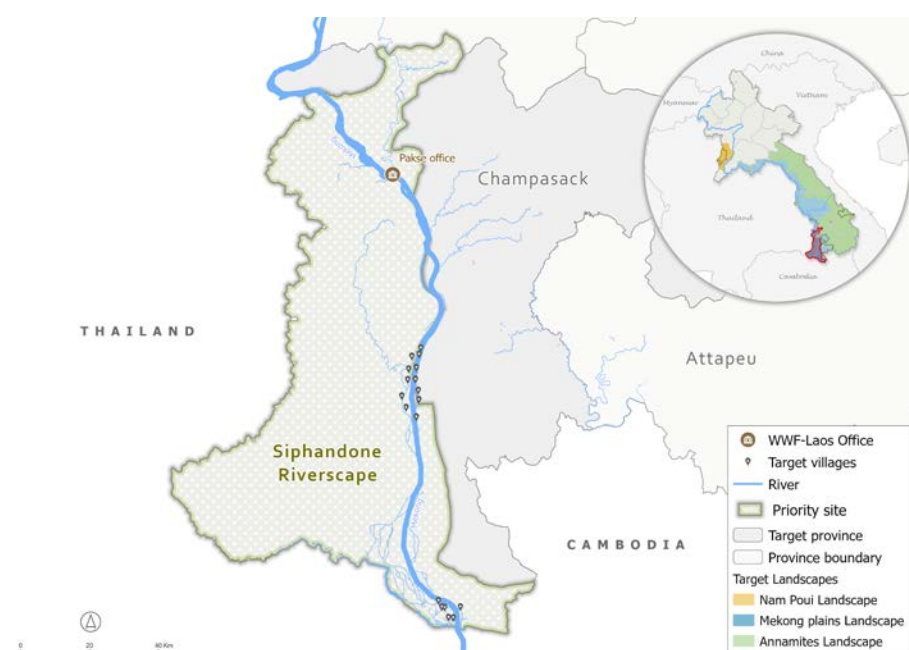 China
Myanmar
Vietnam
Thailand
Cambodia
Pakse office
Champasack
THAILAND
Attapeu
Siphandone
Riverscape
Mekong
CAMBODIA
WWF-Laos Office
Target villages
River
Priority site
Target province
Province boundary
Target Landscapes
Nam Poui Landscape
Mekong plains Landscape
Annamites Landscape
0 20 40 Km